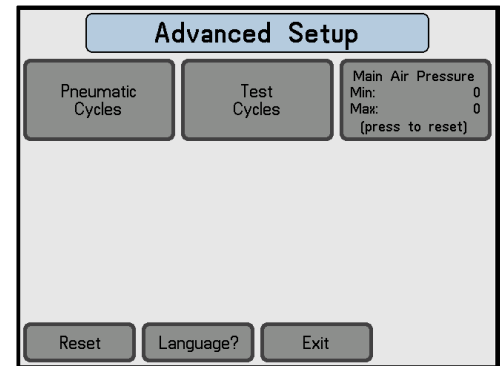 Advanced Setup
Pneumatic
Cycles
Test
Cycles
Main Air Pressure
Min: 0
Max: 0
(press to reset)
Reset
Language?
Exit